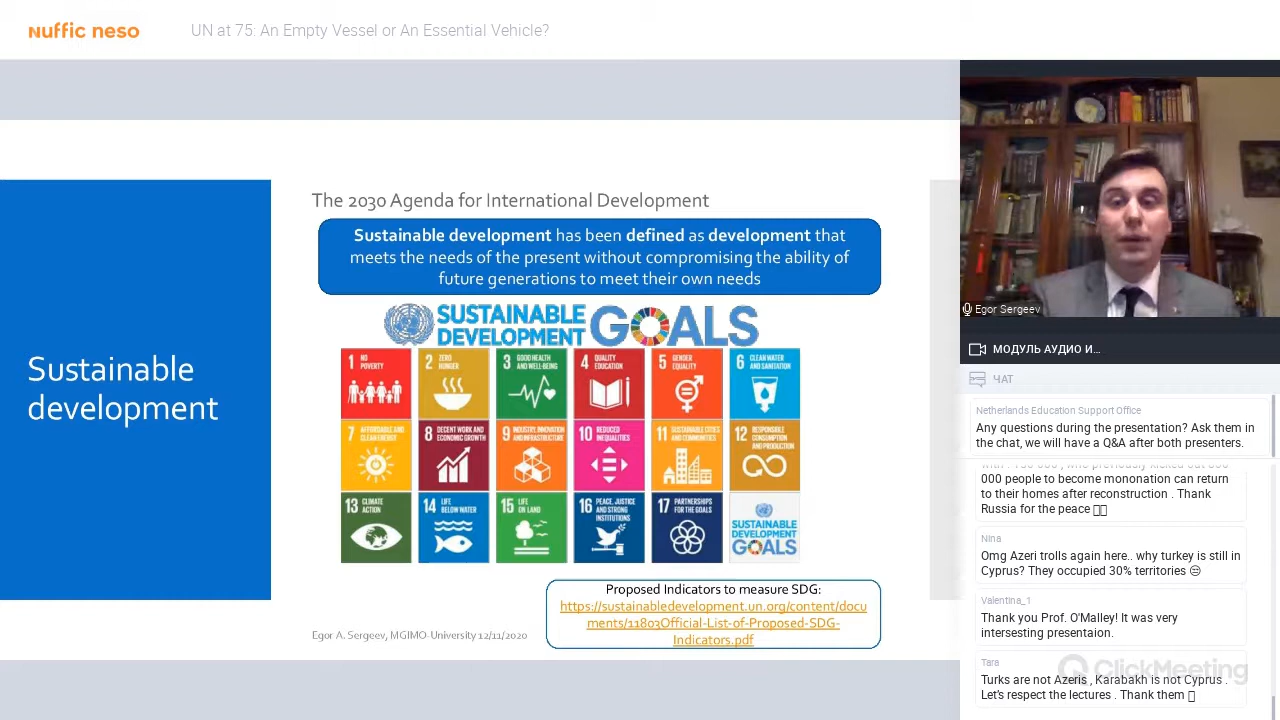 nuffic neso
UN at 75: An Empty Vessel or An Essential Vehicle?
Sustainable
development
The 2030 Agenda for International Development
Sustainable development has been defined as development that
meets the needs of the present without compromising the ability of
future generations to meet their own needs
SUSTAINABLE
DEVELOPMENT
GOALS
1 NO
POVERTY
2 ZERO
HUNGER
3 GOOD HEALTH
AND WELL-BEING
4 QUALITY
EDUCATION
5 GENDER
EQUALITY
6 CLEAN WATER
AND SANITATION
7 AFFORDABLE AND
CLEAN ENERGY
8 DECENT WORK AND
ECONOMIC GROWTH
9 INDUSTRY, INNOVATION
AND INFRASTRUCTURE
10 REDUCED
INEQUALITIES
11 SUSTAINABLE CITIES
AND COMMUNITIES
12 RESPONSIBLE
CONSUMPTION
AND PRODUCTION
13 CLIMATE
ACTION
14 LIFE
BELOW WATER
15 LIFE
ON LAND
16 PEACE, JUSTICE
AND STRONG
INSTITUTIONS
17 PARTNERSHIPS
FOR THE GOALS
SUSTAINABLE
DEVELOPMENT
GOALS
Proposed Indicators to measure SDG:
https://sustainabledevelopment.un.org/content/docu
ments/11803Official-List-of-Proposed-SDG-
Indicators.pdf
Egor A. Sergeev, MGIMO-University 12/11/2020
Egor Sergeev
МОДУЛЬ АУДИО И...
ЧАТ
Netherlands Education Support Office
Any questions during the presentation? Ask them in
the chat, we will have a Q&A after both presenters.
000 people to become mononation can return
to their homes after reconstruction . Thank
Russia for the peace
Nina
Omg Azeri trolls again here.. why turkey is still in
Cyprus? They occupied 30% territories 😒
Valentina_1
Thank you Prof. O'Malley! It was very
intersesting presentaion.
Tara
Turks are not Azeris , Karabakh is not Cyprus .
Let's respect the lectures . Thank them
ClickMeeting